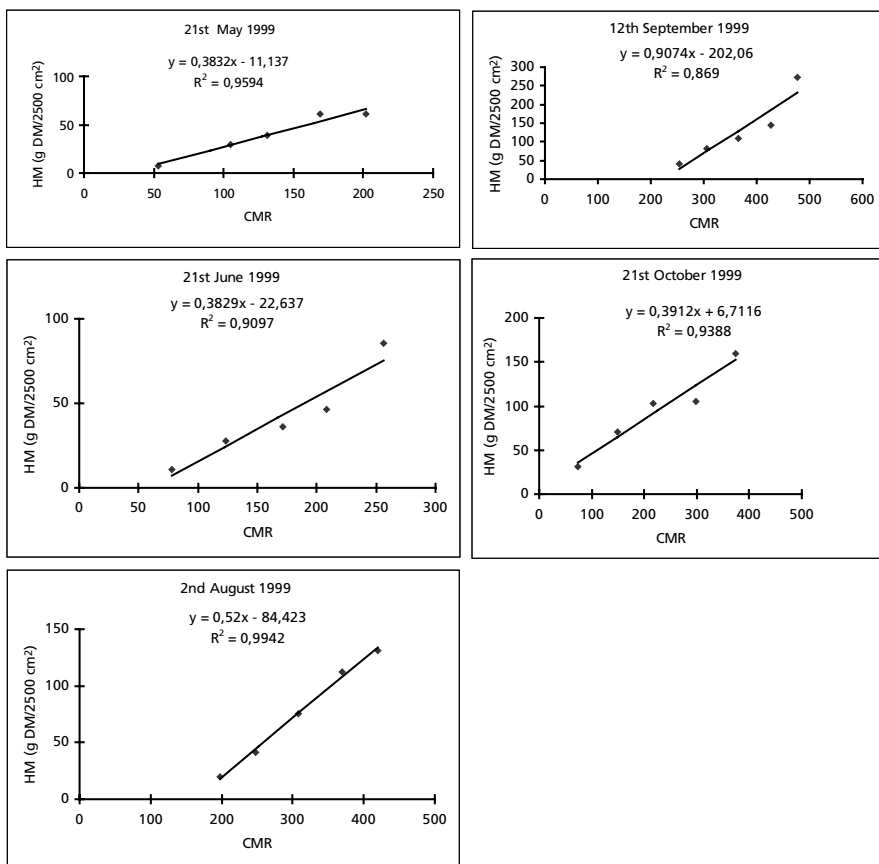 21st May 1999
y = 0,3832x - 11,137
R² = 0,9594
HM (g DM/2500 cm²)
100
50
0
0 50 100 150 200 250
CMR
12th September 1999
y = 0,9074x - 202,06
R² = 0,869
HM (g DM/2500 cm²)
300
250
200
150
100
50
0
0 100 200 300 400 500 600
CMR
21st June 1999
y = 0,3829x - 22,637
R² = 0,9097
HM (g DM/2500 cm²)
100
50
0
0 50 100 150 200 250 300
CMR
21st October 1999
y = 0,3912x + 6,7116
R² = 0,9388
HM (g DM/2500 cm²)
200
150
100
50
0
0 100 200 300 400 500
CMR
2nd August 1999
y = 0,52x - 84,423
R² = 0,9942
HM (g DM/2500 cm²)
150
100
50
0
0 100 200 300 400 500
CMR